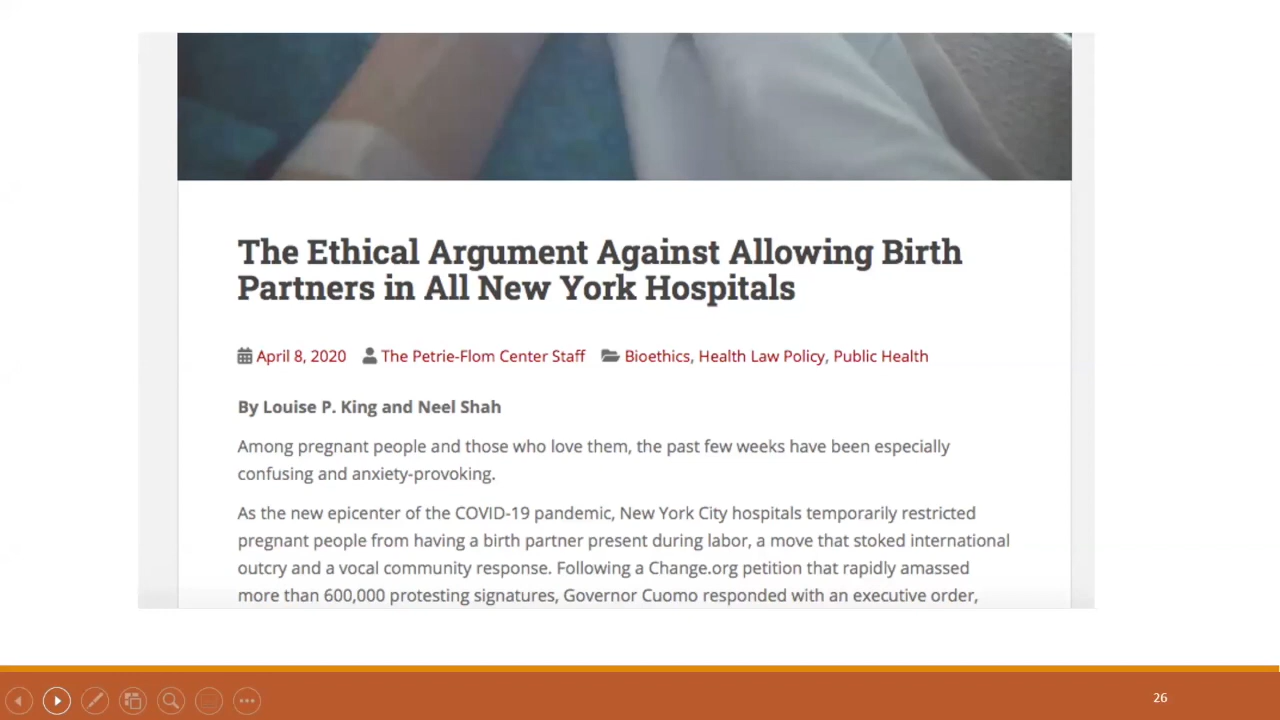 The Ethical Argument Against Allowing Birth
Partners in All New York Hospitals
April 8, 2020 The Petrie-Flom Center Staff Bioethics, Health Law Policy, Public Health
By Louise P. King and Neel Shah
Among pregnant people and those who love them, the past few weeks have been especially
confusing and anxiety-provoking.
As the new epicenter of the COVID-19 pandemic, New York City hospitals temporarily restricted
pregnant people from having a birth partner present during labor, a move that stoked international
outcry and a vocal community response. Following a Change.org petition that rapidly amassed
more than 600,000 protesting signatures, Governor Cuomo responded with an executive order,
26